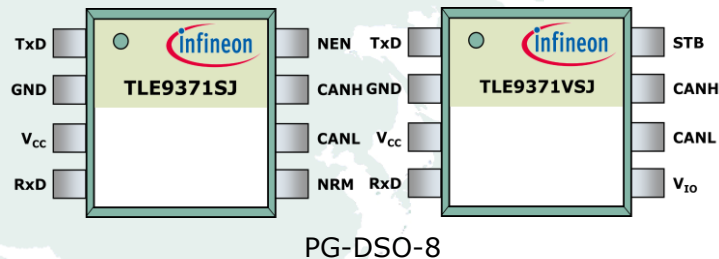 TxD NEN TxD STB
infineon infineon
TLE9371SJ TLE9371VSJ
GND CANH GND CANH
VCC CANL VCC CANL
RxD NRM RxD VIO
PG-DSO-8